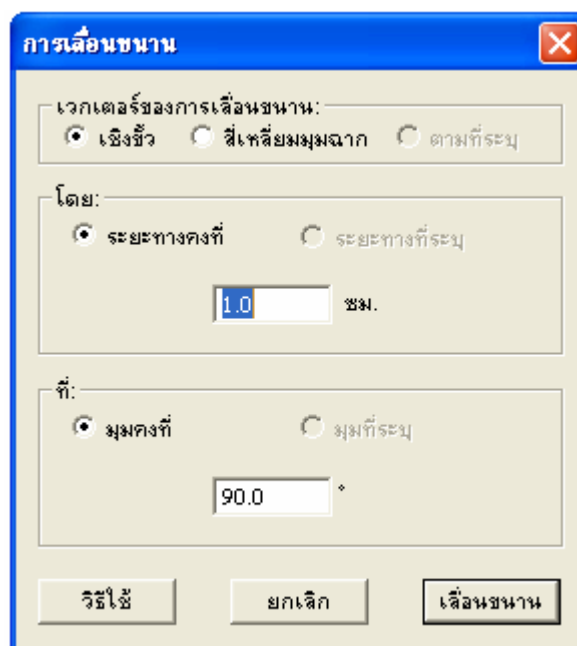 การเลื่อนขนาน
เวกเตอร์ของการเลื่อนขนาน:
เชิงขั้ว สี่เหลี่ยมมุมฉาก ตามที่ระบุ
โดย:
ระยะทางคงที่ ระยะทางที่ระบุ
1.0 ซม.
ที่:
มุมคงที่ มุมที่ระบุ
90.0 °
วิธีใช้ ยกเลิก เลื่อนขนาน